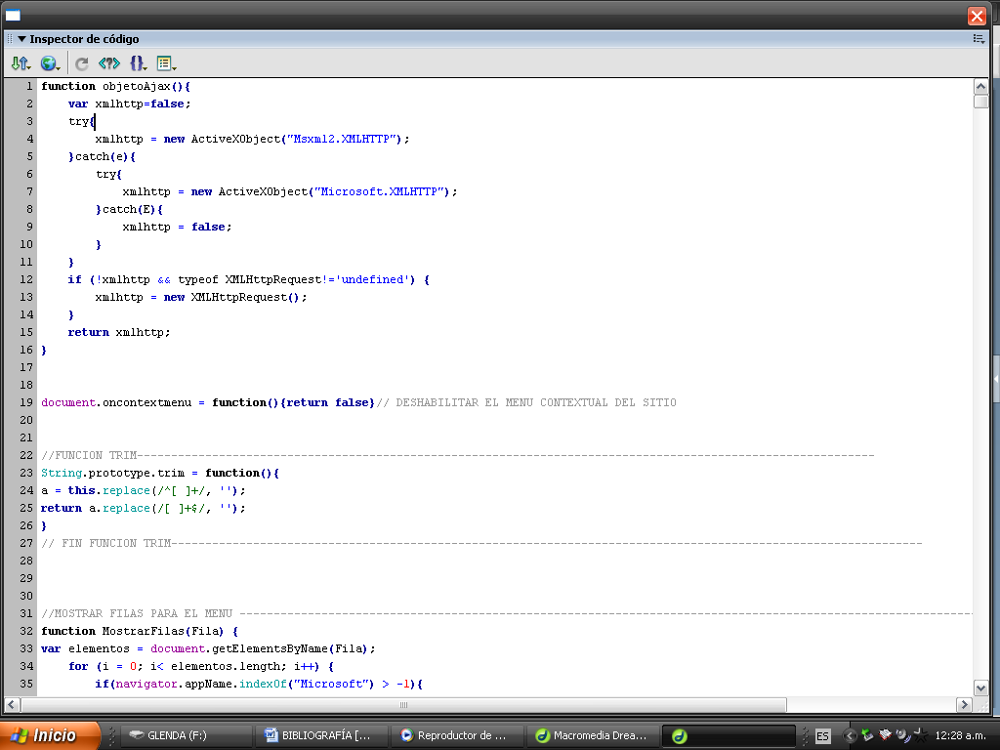 Inspector de código
1 function objetoAjax(){
2 var xmlhttp=false;
3 try{
4 xmlhttp = new ActiveXObject("Msxml2.XMLHTTP");
5 }catch(e){
6 try{
7 xmlhttp = new ActiveXObject("Microsoft.XMLHTTP");
8 }catch(E){
9 xmlhttp = false;
10 }
11 }
12 if (!xmlhttp && typeof XMLHttpRequest!='undefined') {
13 xmlhttp = new XMLHttpRequest();
14 }
15 return xmlhttp;
16 }
17
18
19 document.oncontextmenu = function(){return false}// DESHABILITAR EL MENU CONTEXTUAL DEL SITIO
20
21
22 //FUNCION TRIM------------------------------------------------------------------------------------------------------------
23 String.prototype.trim = function(){
24 a = this.replace(/^[ ]+/, '');
25 return a.replace(/[ ]+$/, '');
26 }
27 // FIN FUNCION TRIM--------------------------------------------------------------------------------------------------------------
28
29
30
31 //MOSTRAR FILAS PARA EL MENU -----------------------------------------------------------------------------------------------------------
32 function MostrarFilas(Fila) {
33 var elementos = document.getElementsByName(Fila);
34 for (i = 0; i< elementos.length; i++) {
35 if(navigator.appName.indexOf("Microsoft") > -1){
Inicio GLENDA (F:) BIBLIOGRAFÍA [... Reproductor de ... Macromedia Drea... ES 12:28 a.m.